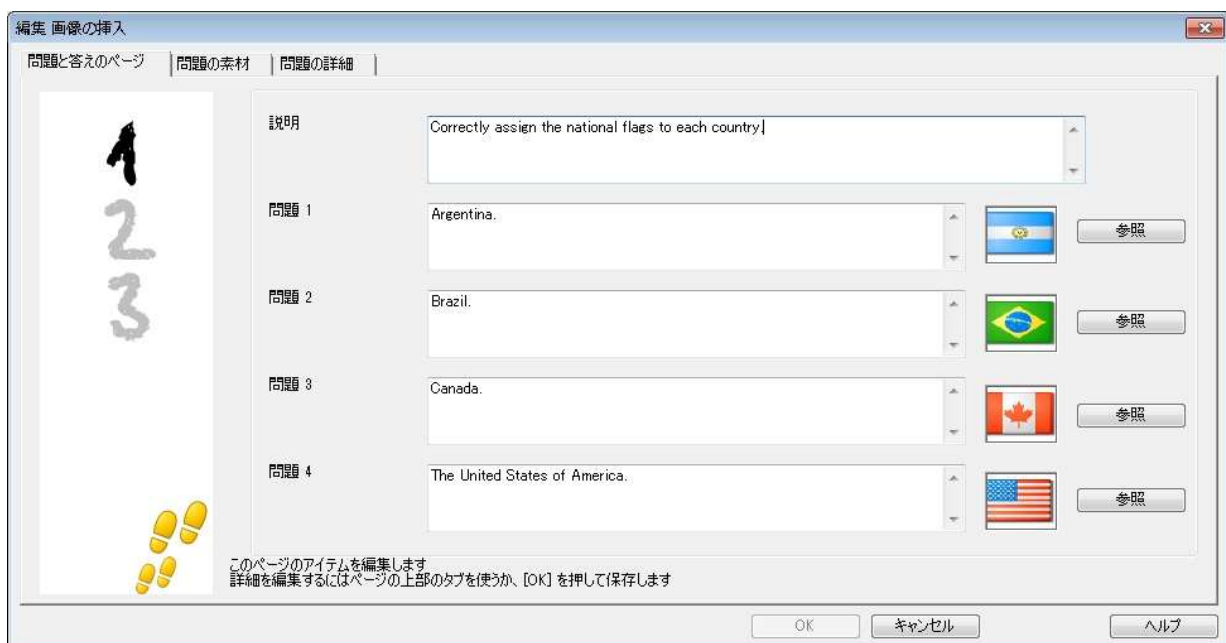 編集 画像の挿入
問題と答えのページ
問題の素材
問題の詳細
1
2
3
説明
Correctly assign the national flags to each country.
問題 1
Argentina.
参照
問題 2
Brazil.
参照
問題 3
Canada.
参照
問題 4
The United States of America.
参照
このページのアイテムを編集します
詳細を編集するにはページの上部のタブを使うか、[OK] を押して保存します
OK
キャンセル
ヘルプ